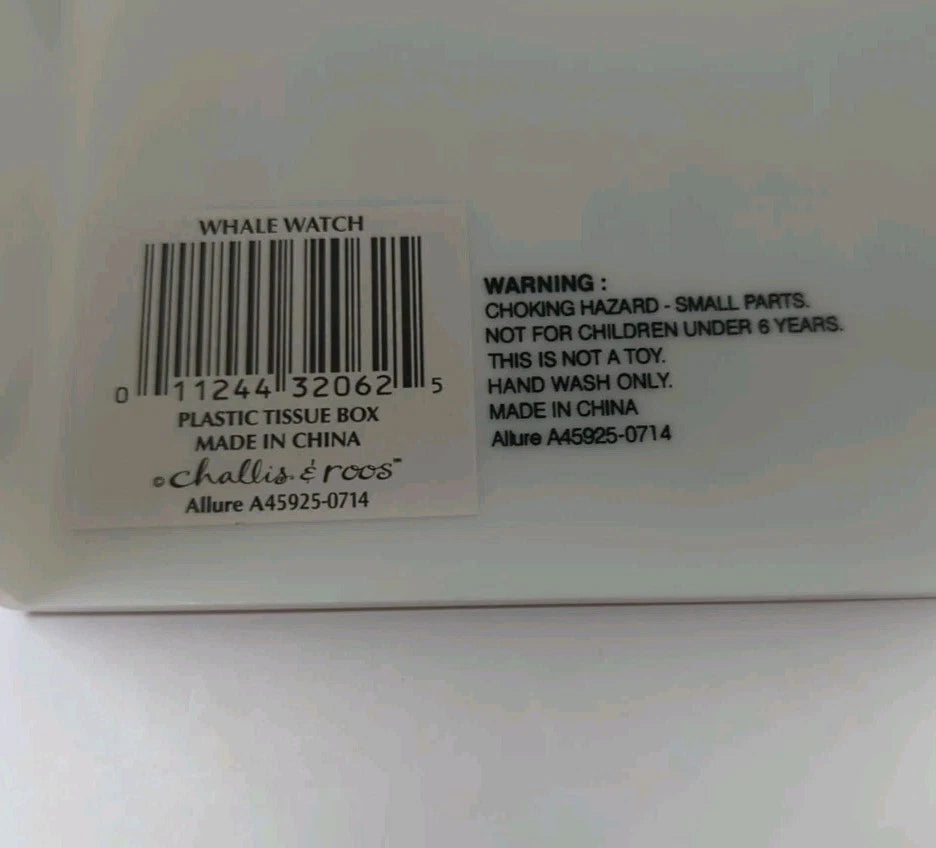 WHALE WATCH
0 11244 32062 5
PLASTIC TISSUE BOX
MADE IN CHINA
© challis & roos™
Allure A45925-0714
WARNING :
CHOKING HAZARD - SMALL PARTS.
NOT FOR CHILDREN UNDER 6 YEARS.
THIS IS NOT A TOY.
HAND WASH ONLY.
MADE IN CHINA
Allure A45925-0714